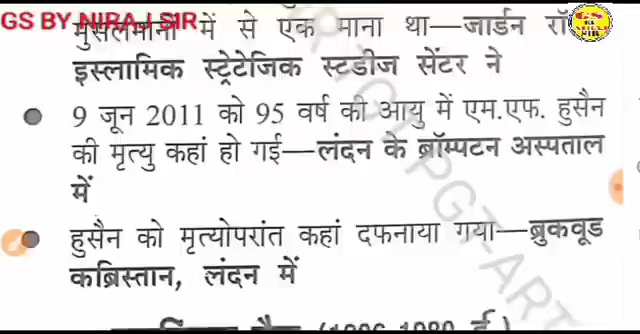 GS BY NIRAJ SIR
मुसलमानों में से एक माना था—जार्डन
इस्लामिक स्ट्रेटेजिक स्टडीज सेंटर ने
9 जून 2011 को 95 वर्ष की आयु में एम.एफ. हुसैन
की मृत्यु कहां हो गई—लंदन के ब्रॉम्पटन अस्पताल
में
हुसैन को मृत्योपरांत कहां दफनाया गया—ब्रुकवूड
कब्रिस्तान, लंदन में